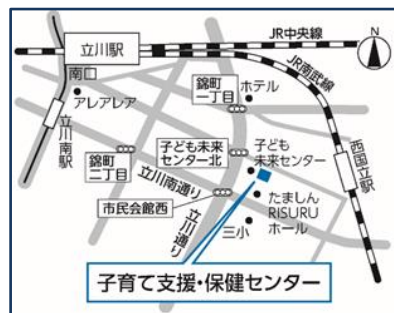 JR中央線
N
立川駅
南口
JR南武線
アレアレア
錦町
一丁目
ホテル
立川南駅
錦町
二丁目
子ども未来
センター北
子ども
未来センター
西国立駅
立川南通り
市民会館西
立川通り
たましん
RISURU
ホール
三小
子育て支援・保健センター